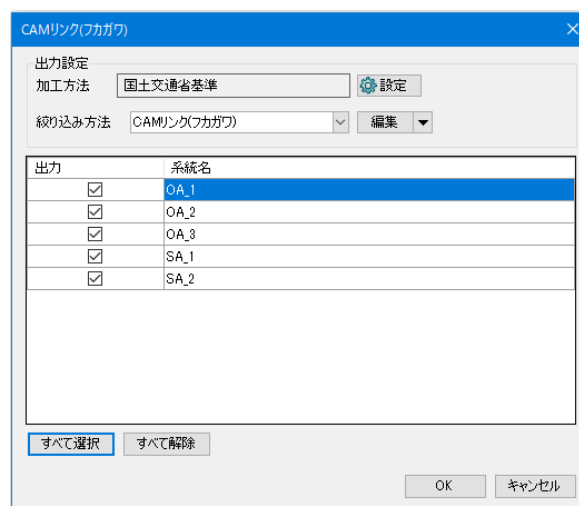 CAMリンク(フカガワ)
出力設定
加工方法 国土交通省基準 設定
絞り込み方法 CAMリンク(フカガワ) 編集
出力 系統名
OA_1
OA_2
OA_3
SA_1
SA_2
すべて選択 すべて解除
OK キャンセル